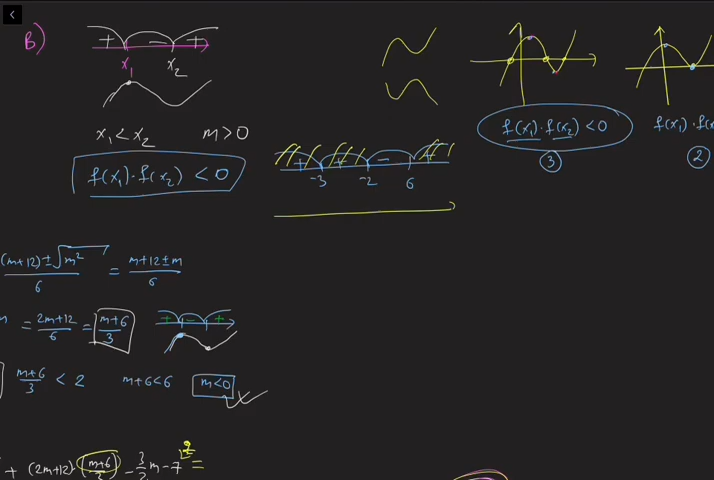 B)
+ − +
x₁ x₂
x₁ < x₂ m > 0
f(x₁)·f(x₂) < 0
+ + − +
−3 −2 6
f(x₁)·f(x₂) < 0
③
f(x₁)·f(x
②
(m+12) ± √m² / 6 = m+12 ± m / 6
m = 2m+12 / 6 = m+6 / 3
+ − +
m+6 / 3 < 2 m+6 < 6 m < 0
+ (2m+12)·(m+6 / 3) − 3/2 m − 7 =